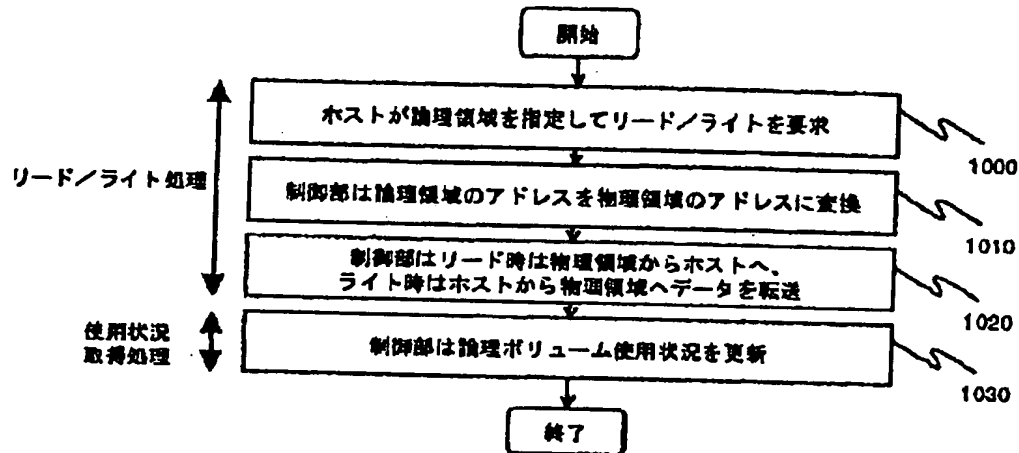 開始
ホストが論理領域を指定してリード／ライトを要求
1000
リード／ライト処理
制御部は論理領域のアドレスを物理領域のアドレスに変換
1010
制御部はリード時は物理領域からホストへ、
ライト時はホストから物理領域へデータを転送
1020
使用状況
取得処理
制御部は論理ボリューム使用状況を更新
1030
終了